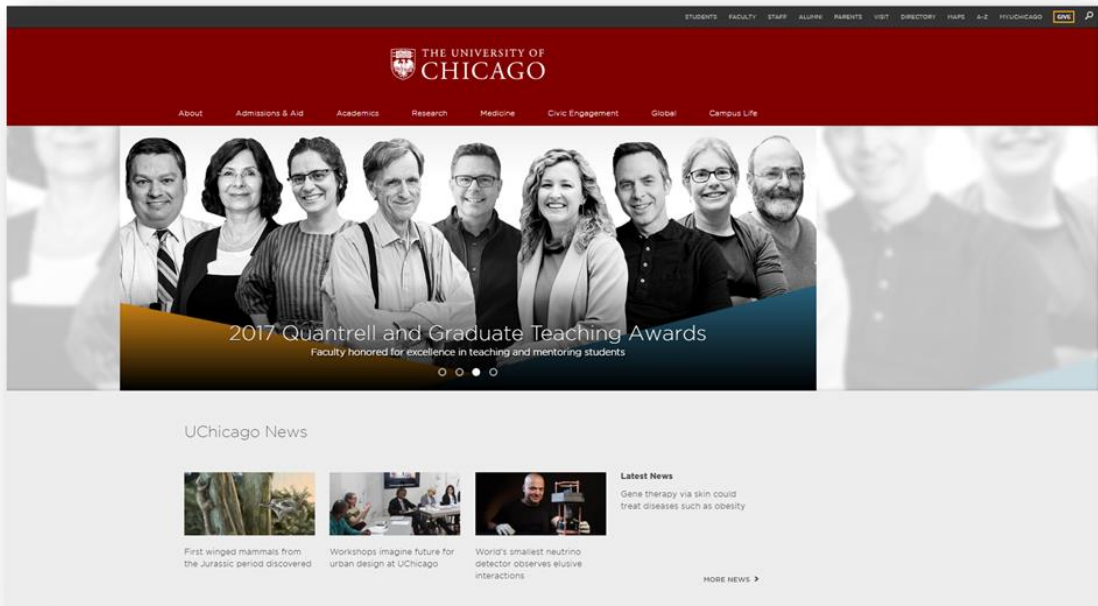 STUDENTS FACULTY STAFF ALUMNI PARENTS VISIT DIRECTORY MAPS A-Z MYUCHICAGO GIVE
THE UNIVERSITY OF
CHICAGO
About Admissions & Aid Academics Research Medicine Civic Engagement Global Campus Life
2017 Quantrell and Graduate Teaching Awards
Faculty honored for excellence in teaching and mentoring students
UChicago News
First winged mammals from
the Jurassic period discovered
Workshops imagine future for
urban design at UChicago
World's smallest neutrino
detector observes elusive
interactions
Latest News
Gene therapy via skin could
treat diseases such as obesity
MORE NEWS >